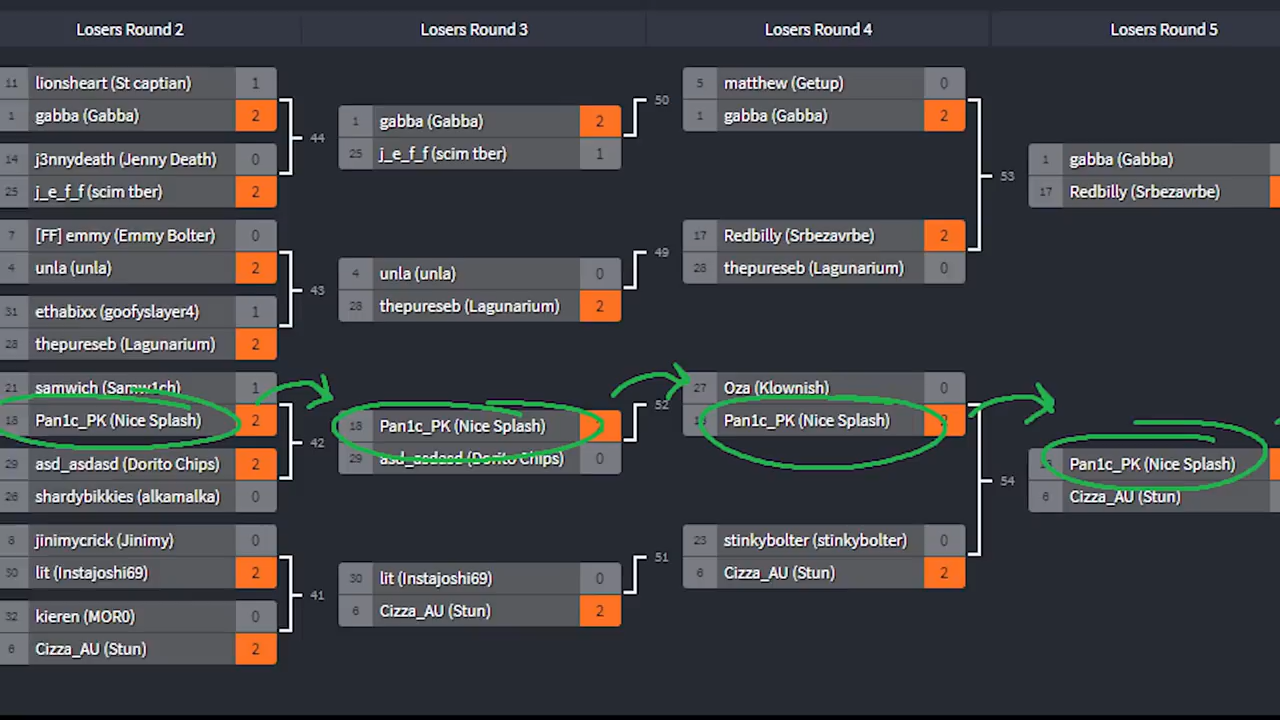 Losers Round 2
Losers Round 3
Losers Round 4
Losers Round 5
11 lionsheart (St captian) 1
1 gabba (Gabba) 2
14 j3nnydeath (Jenny Death) 0
25 j_e_f_f (scim tber) 2
7 [FF] emmy (Emmy Bolter) 0
4 unla (unla) 2
31 ethabixx (goofyslayer4) 1
28 thepureseb (Lagunarium) 2
21 samwich (Samw1ch) 1
18 Pan1c_PK (Nice Splash) 2
29 asd_asdasd (Dorito Chips) 2
26 shardybikkies (alkamalka) 0
8 jinimycrick (Jinimy) 0
30 lit (Instajoshi69) 2
32 kieren (MOR0) 0
6 Cizza_AU (Stun) 2
44
43
42
41
1 gabba (Gabba) 2
25 j_e_f_f (scim tber) 1
4 unla (unla) 0
28 thepureseb (Lagunarium) 2
18 Pan1c_PK (Nice Splash)
29 asd_asdasd (Dorito Chips) 0
30 lit (Instajoshi69) 0
6 Cizza_AU (Stun) 2
50
49
52
51
5 matthew (Getup) 0
1 gabba (Gabba) 2
17 Redbilly (Srbezavrbe) 2
28 thepureseb (Lagunarium) 0
27 Oza (Klownish) 0
Pan1c_PK (Nice Splash) 2
23 stinkybolter (stinkybolter) 0
6 Cizza_AU (Stun) 2
53
54
1 gabba (Gabba)
17 Redbilly (Srbezavrbe)
Pan1c_PK (Nice Splash)
6 Cizza_AU (Stun)